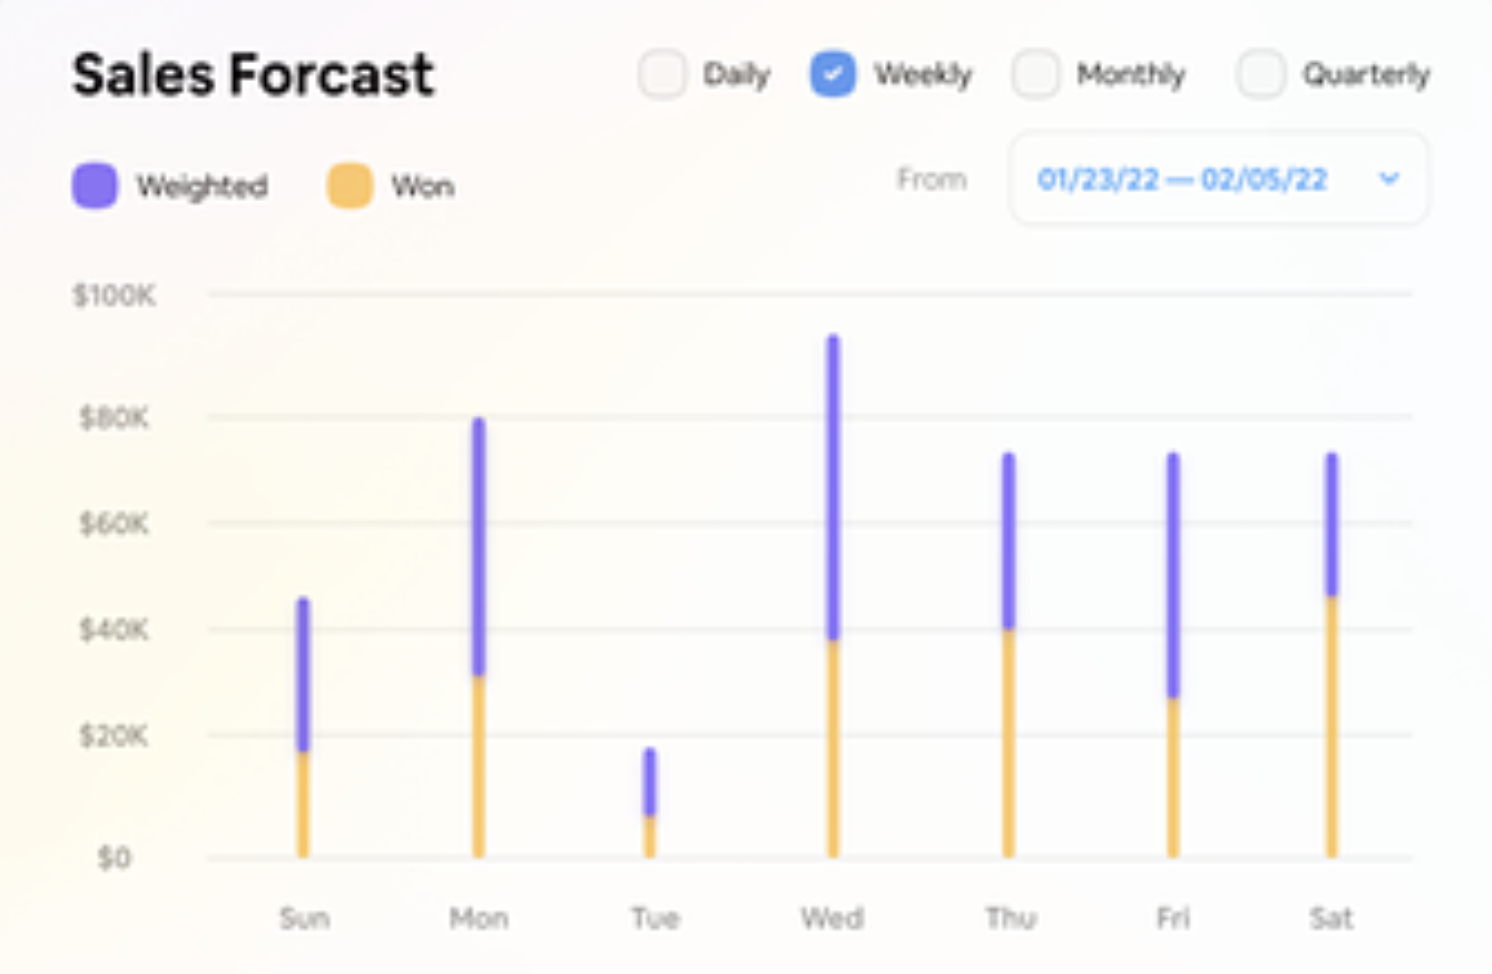 Sales Forcast
Daily Weekly Monthly Quarterly
Weighted Won
From 01/23/22 — 02/05/22
$100K
$80K
$60K
$40K
$20K
$0
Sun Mon Tue Wed Thu Fri Sat